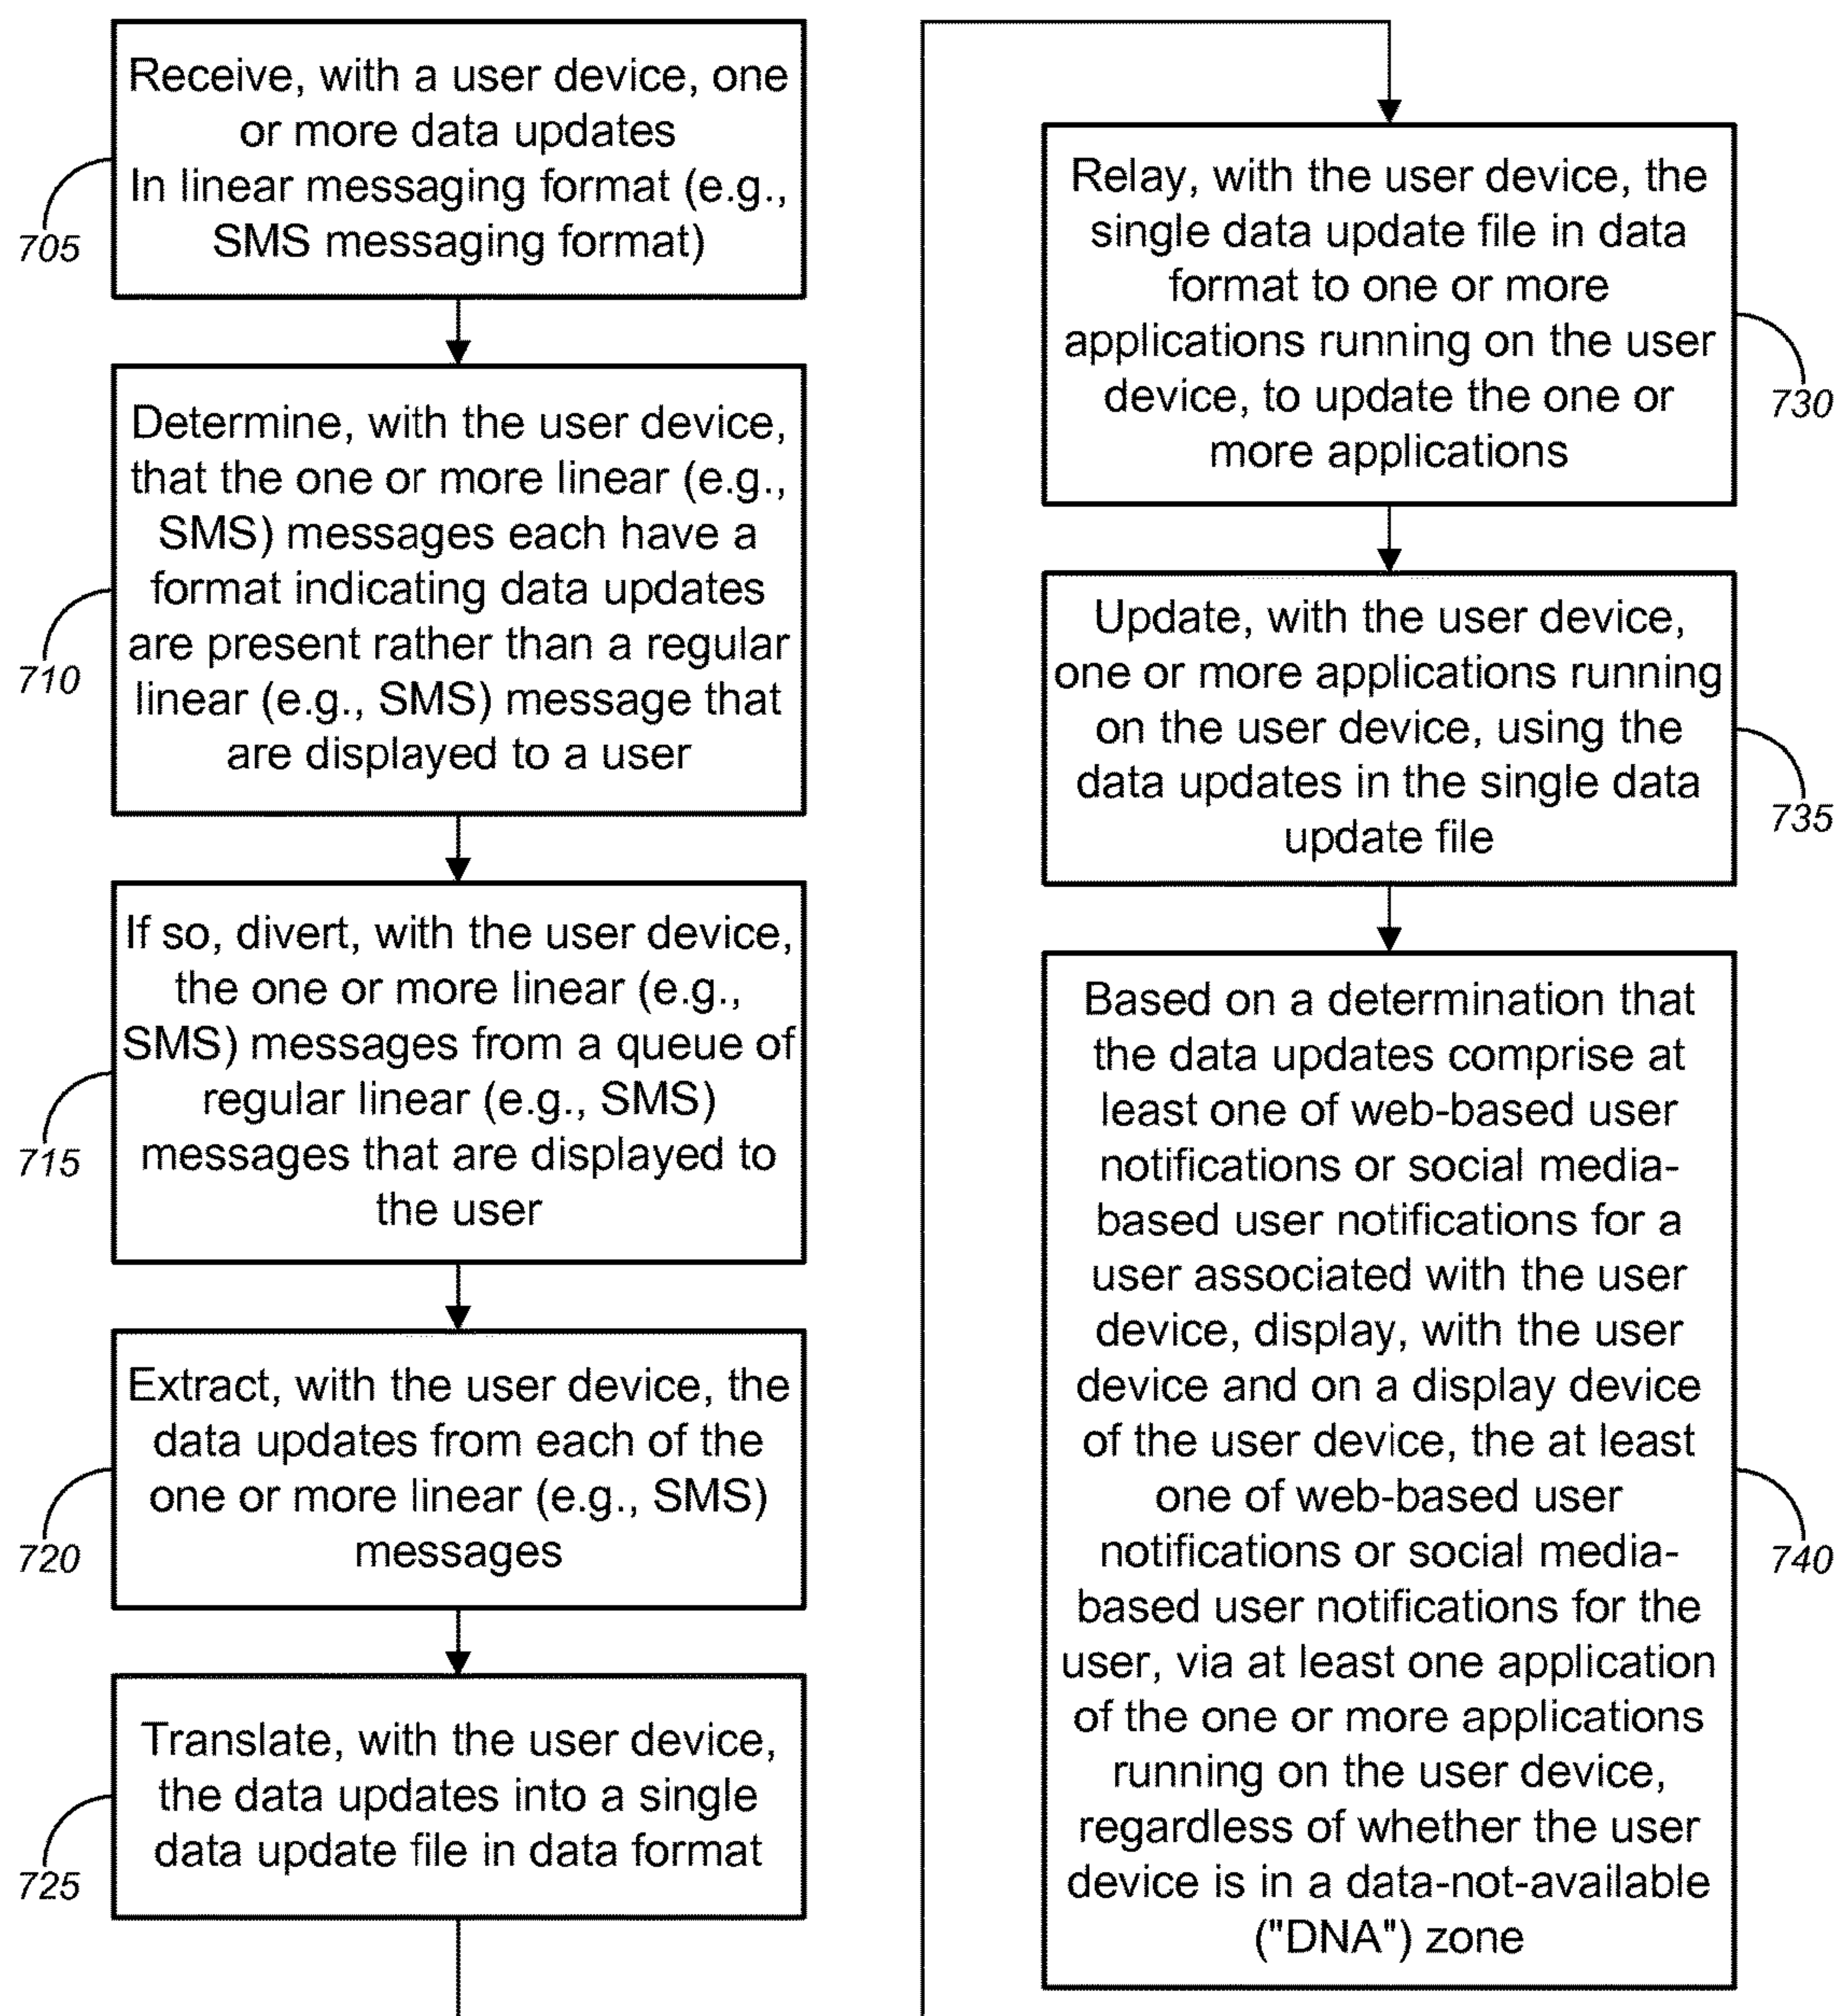 Receive, with a user device, one
or more data updates
In linear messaging format (e.g.,
SMS messaging format)
705
Determine, with the user device,
that the one or more linear (e.g.,
SMS) messages each have a
format indicating data updates
are present rather than a regular
linear (e.g., SMS) message that
are displayed to a user
710
If so, divert, with the user device,
the one or more linear (e.g.,
SMS) messages from a queue of
regular linear (e.g., SMS)
messages that are displayed to
the user
715
Extract, with the user device, the
data updates from each of the
one or more linear (e.g., SMS)
messages
720
Translate, with the user device,
the data updates into a single
data update file in data format
725
Relay, with the user device, the
single data update file in data
format to one or more
applications running on the user
device, to update the one or
more applications
730
Update, with the user device,
one or more applications running
on the user device, using the
data updates in the single data
update file
735
Based on a determination that
the data updates comprise at
least one of web-based user
notifications or social media-
based user notifications for a
user associated with the user
device, display, with the user
device and on a display device
of the user device, the at least
one of web-based user
notifications or social media-
based user notifications for the
user, via at least one application
of the one or more applications
running on the user device,
regardless of whether the user
device is in a data-not-available
("DNA") zone
740